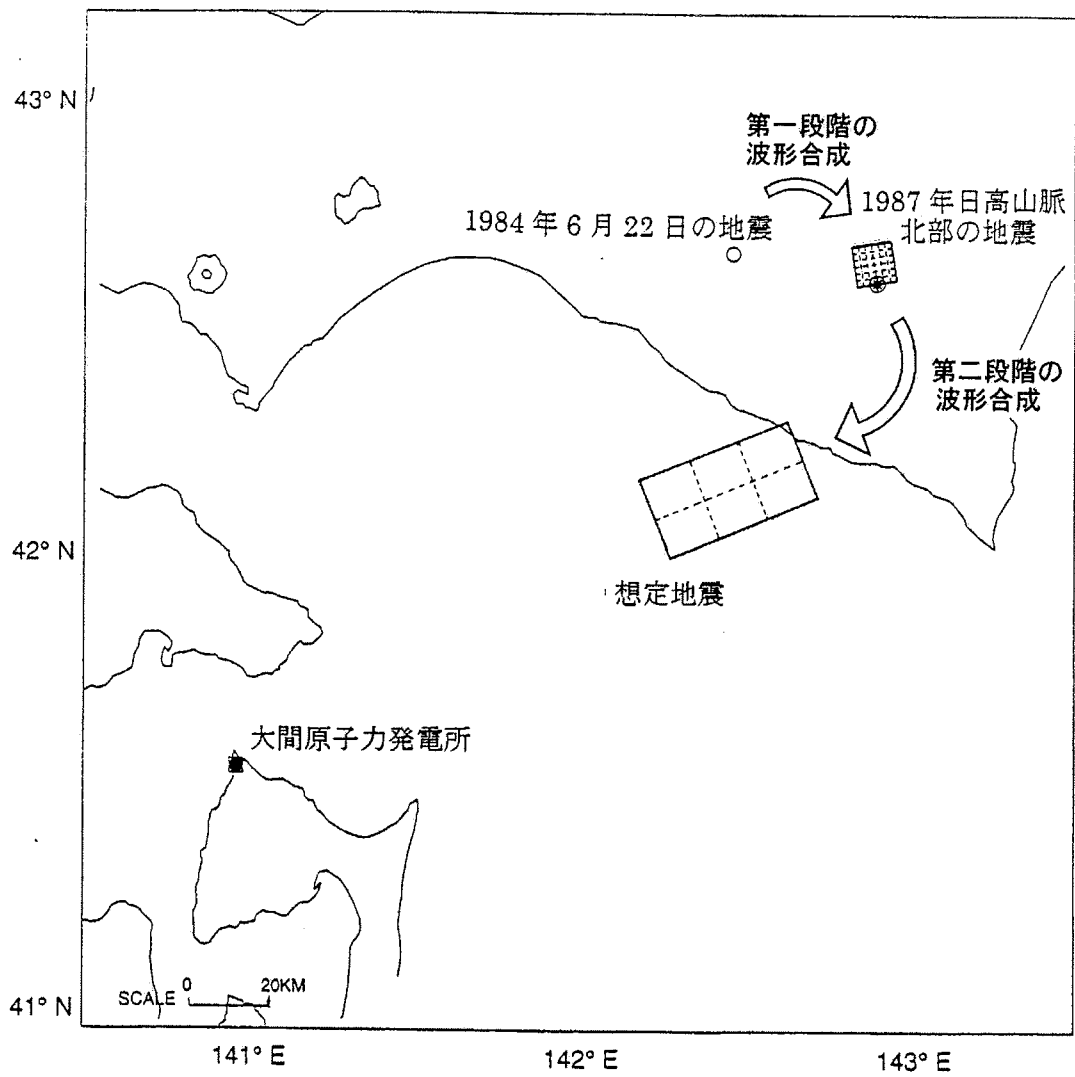 43° N
第一段階の
波形合成
1984 年 6 月 22 日の地震
1987 年日高山脈
北部の地震
第二段階の
波形合成
42° N
想定地震
大間原子力発電所
0 20KM
SCALE
41° N
141° E
142° E
143° E